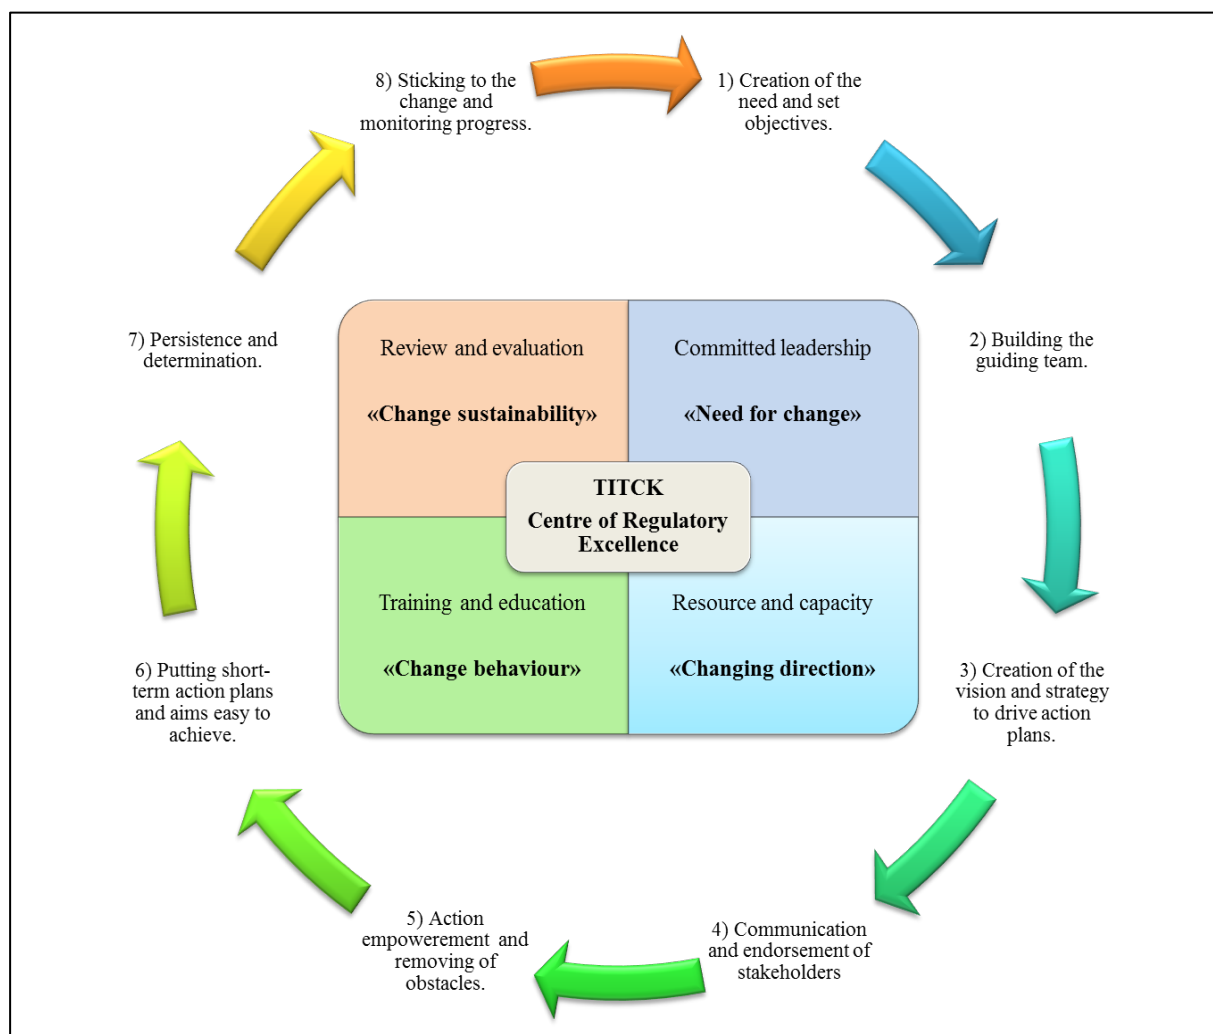 8) Sticking to the
change and
monitoring progress.
1) Creation of the
need and set
objectives.
2) Building the
guiding team.
3) Creation of the
vision and strategy
to drive action
plans.
4) Communication
and endorsement of
stakeholders
5) Action
empowerement and
removing of
obstacles.
6) Putting short-
term action plans
and aims easy to
achieve.
7) Persistence and
determination.
Review and evaluation
«Change sustainability»
Committed leadership
«Need for change»
TITCK
Centre of Regulatory
Excellence
Training and education
«Change behaviour»
Resource and capacity
«Changing direction»